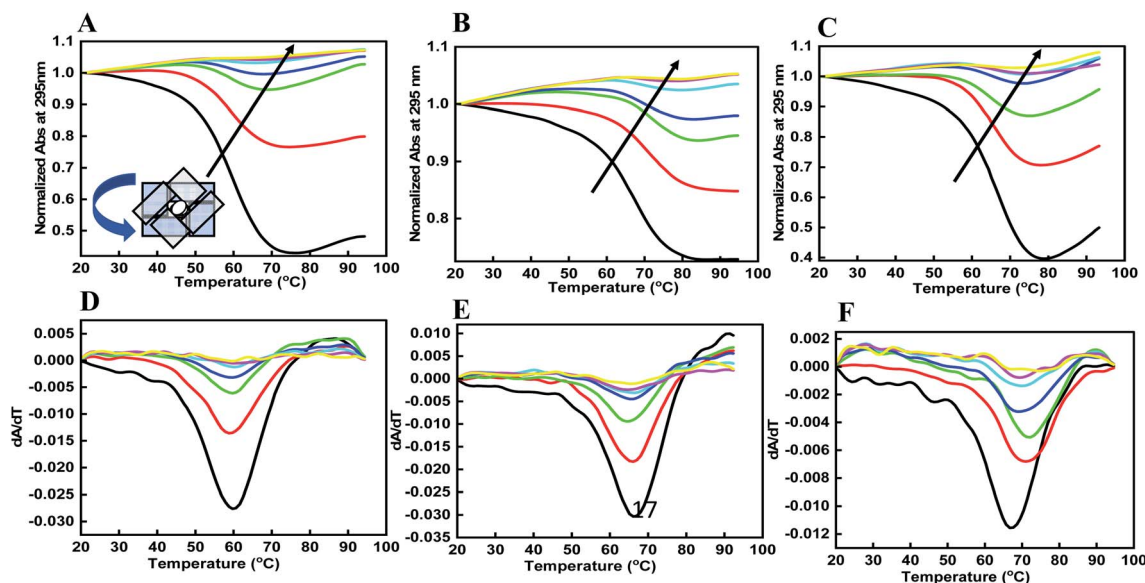 A
Normalized Abs at 295nm
1.1
1.0
0.9
0.8
0.7
0.6
0.5
20 30 40 50 60 70 80 90 100
Temperature (°C)
B
Normalized Abs at 295 nm
1.1
1.0
0.9
0.8
20 30 40 50 60 70 80 90 100
Temperature (°C)
C
Normalized Abs at 295 nm
1.1
1.0
0.9
0.8
0.7
0.6
0.5
0.4
20 30 40 50 60 70 80 90 100
Temperature (°C)
D
dA/dT
0.005
0.000
-0.005
-0.010
-0.015
-0.020
-0.025
-0.030
20 30 40 50 60 70 80 90 100
Temperature (°C)
E
dA/dT
0.010
0.005
0.000
-0.005
-0.010
-0.015
-0.020
-0.025
-0.030
-0.035
17
20 30 40 50 60 70 80 90 100
Temperature (°C)
F
dA/dT
0.002
0.000
-0.002
-0.004
-0.006
-0.008
-0.010
-0.012
20 30 40 50 60 70 80 90 100
Temperature (°C)